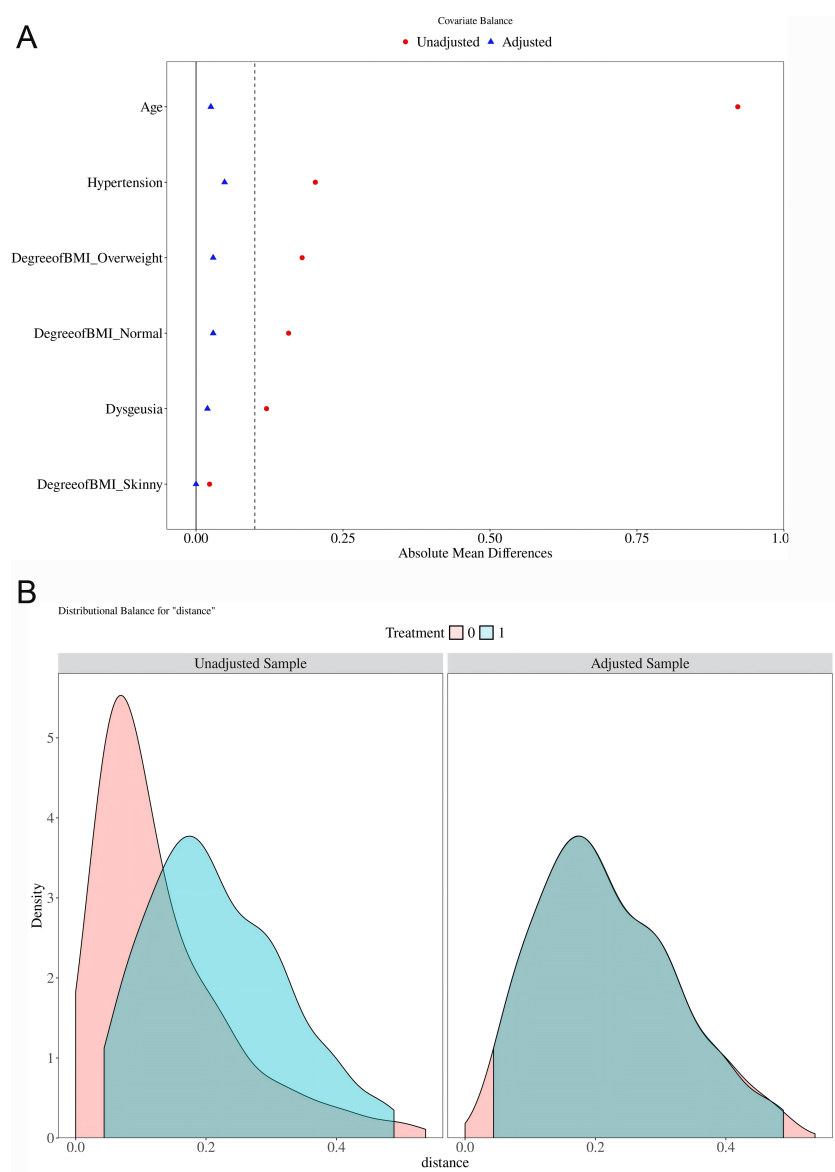 A
Covariate Balance
Unadjusted Adjusted
Age
Hypertension
DegreeofBMI_Overweight
DegreeofBMI_Normal
Dysgeusia
DegreeofBMI_Skinny
0.00 0.25 0.50 0.75 1.0
Absolute Mean Differences
B
Distributional Balance for "distance"
Treatment 0 1
Unadjusted Sample Adjusted Sample
5
4
3
2
1
0
Density
0.0 0.2 0.4 0.0 0.2 0.4
distance